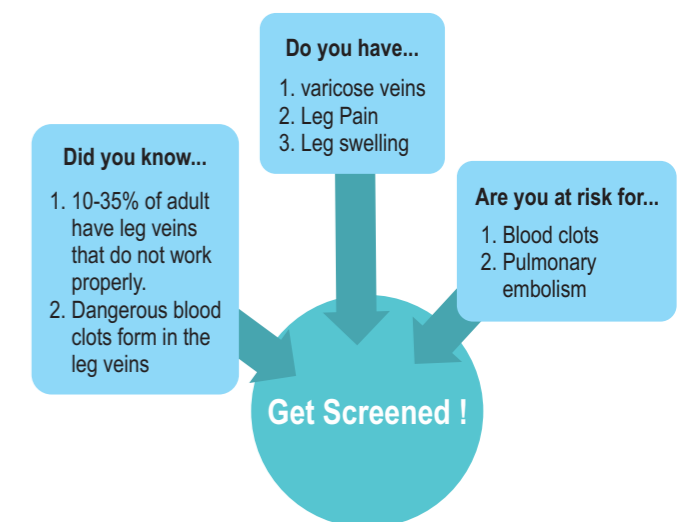 Do you have...
1. varicose veins
2. Leg Pain
3. Leg swelling
Did you know...
1. 10-35% of adult
have leg veins
that do not work
properly.
2. Dangerous blood
clots form in the
leg veins
Are you at risk for...
1. Blood clots
2. Pulmonary
embolism
Get Screened !